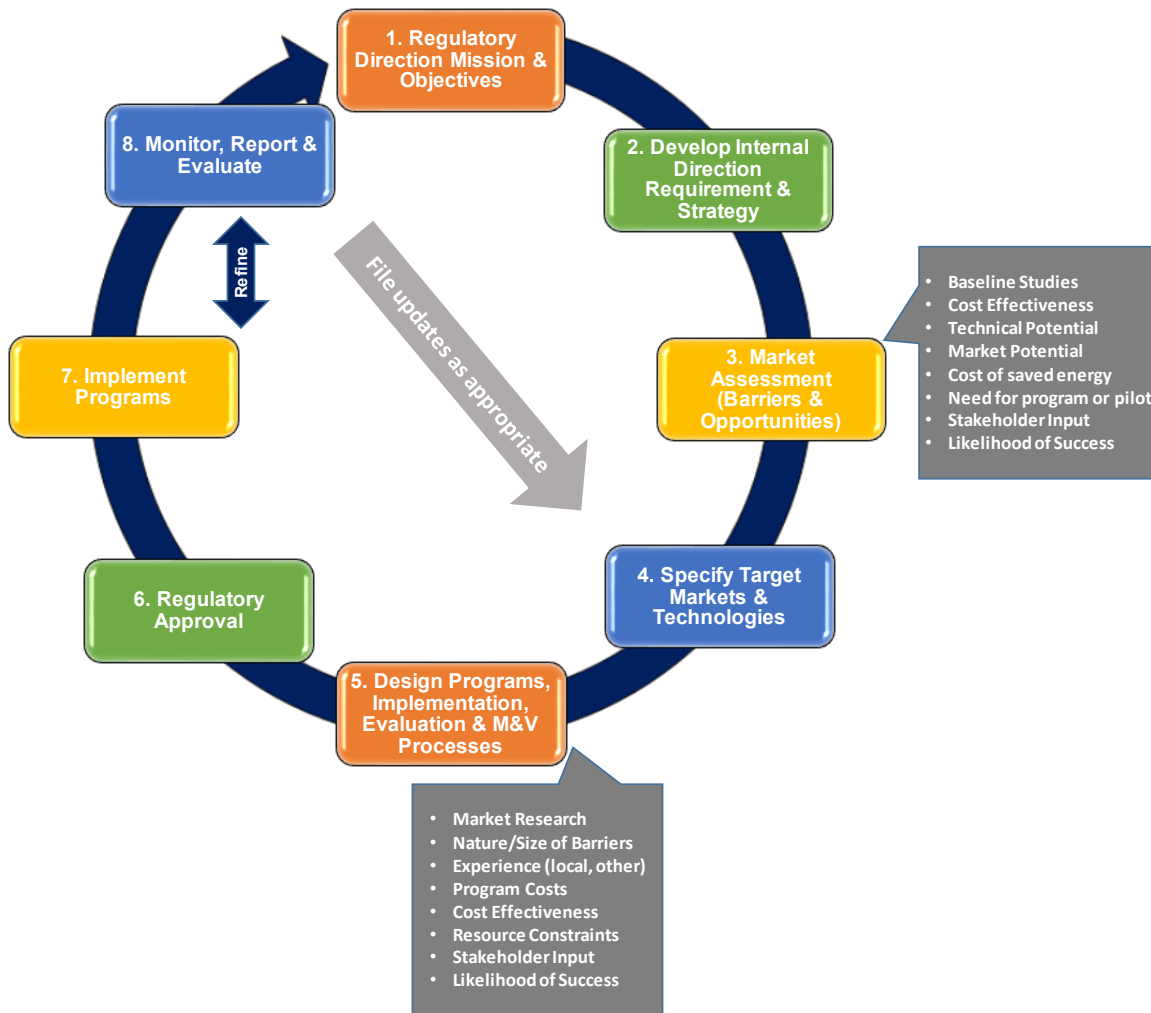 1. Regulatory
Direction Mission &
Objectives
2. Develop Internal
Direction
Requirement &
Strategy
• Baseline Studies
• Cost Effectiveness
• Technical Potential
• Market Potential
• Cost of saved energy
• Need for program or pilot
• Stakeholder Input
• Likelihood of Success
3. Market
Assessment
(Barriers &
Opportunities)
4. Specify Target
Markets &
Technologies
5. Design Programs,
Implementation,
Evaluation & M&V
Processes
• Market Research
• Nature/Size of Barriers
• Experience (local, other)
• Program Costs
• Cost Effectiveness
• Resource Constraints
• Stakeholder Input
• Likelihood of Success
6. Regulatory
Approval
7. Implement
Programs
Refine
8. Monitor, Report &
Evaluate
File updates as appropriate